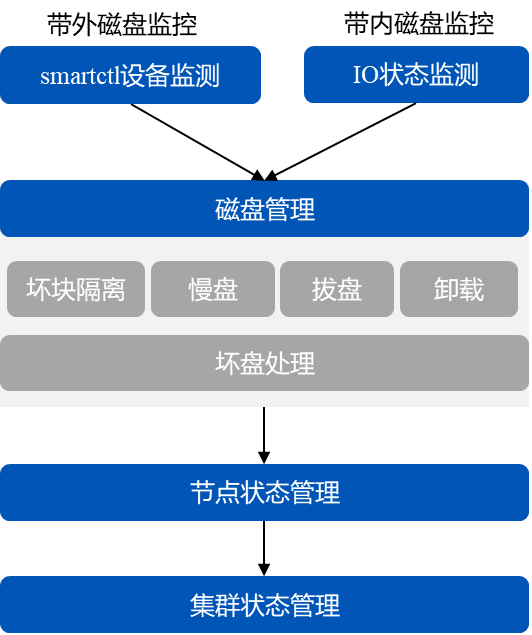 带外磁盘监控
带内磁盘监控
smartctl设备监测
IO状态监测
磁盘管理
坏块隔离
慢盘
拔盘
卸载
坏盘处理
节点状态管理
集群状态管理